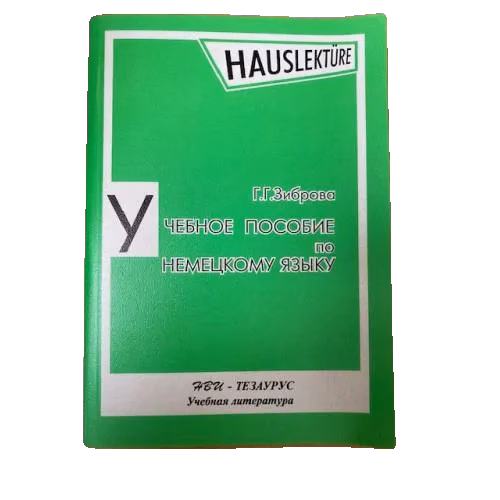 HAUSLEKTÜRE
Г.Г.Зиброва
УЧЕБНОЕ ПОСОБИЕ
по
НЕМЕЦКОМУ ЯЗЫКУ
НВИ - ТЕЗАУРУС
Учебная литература